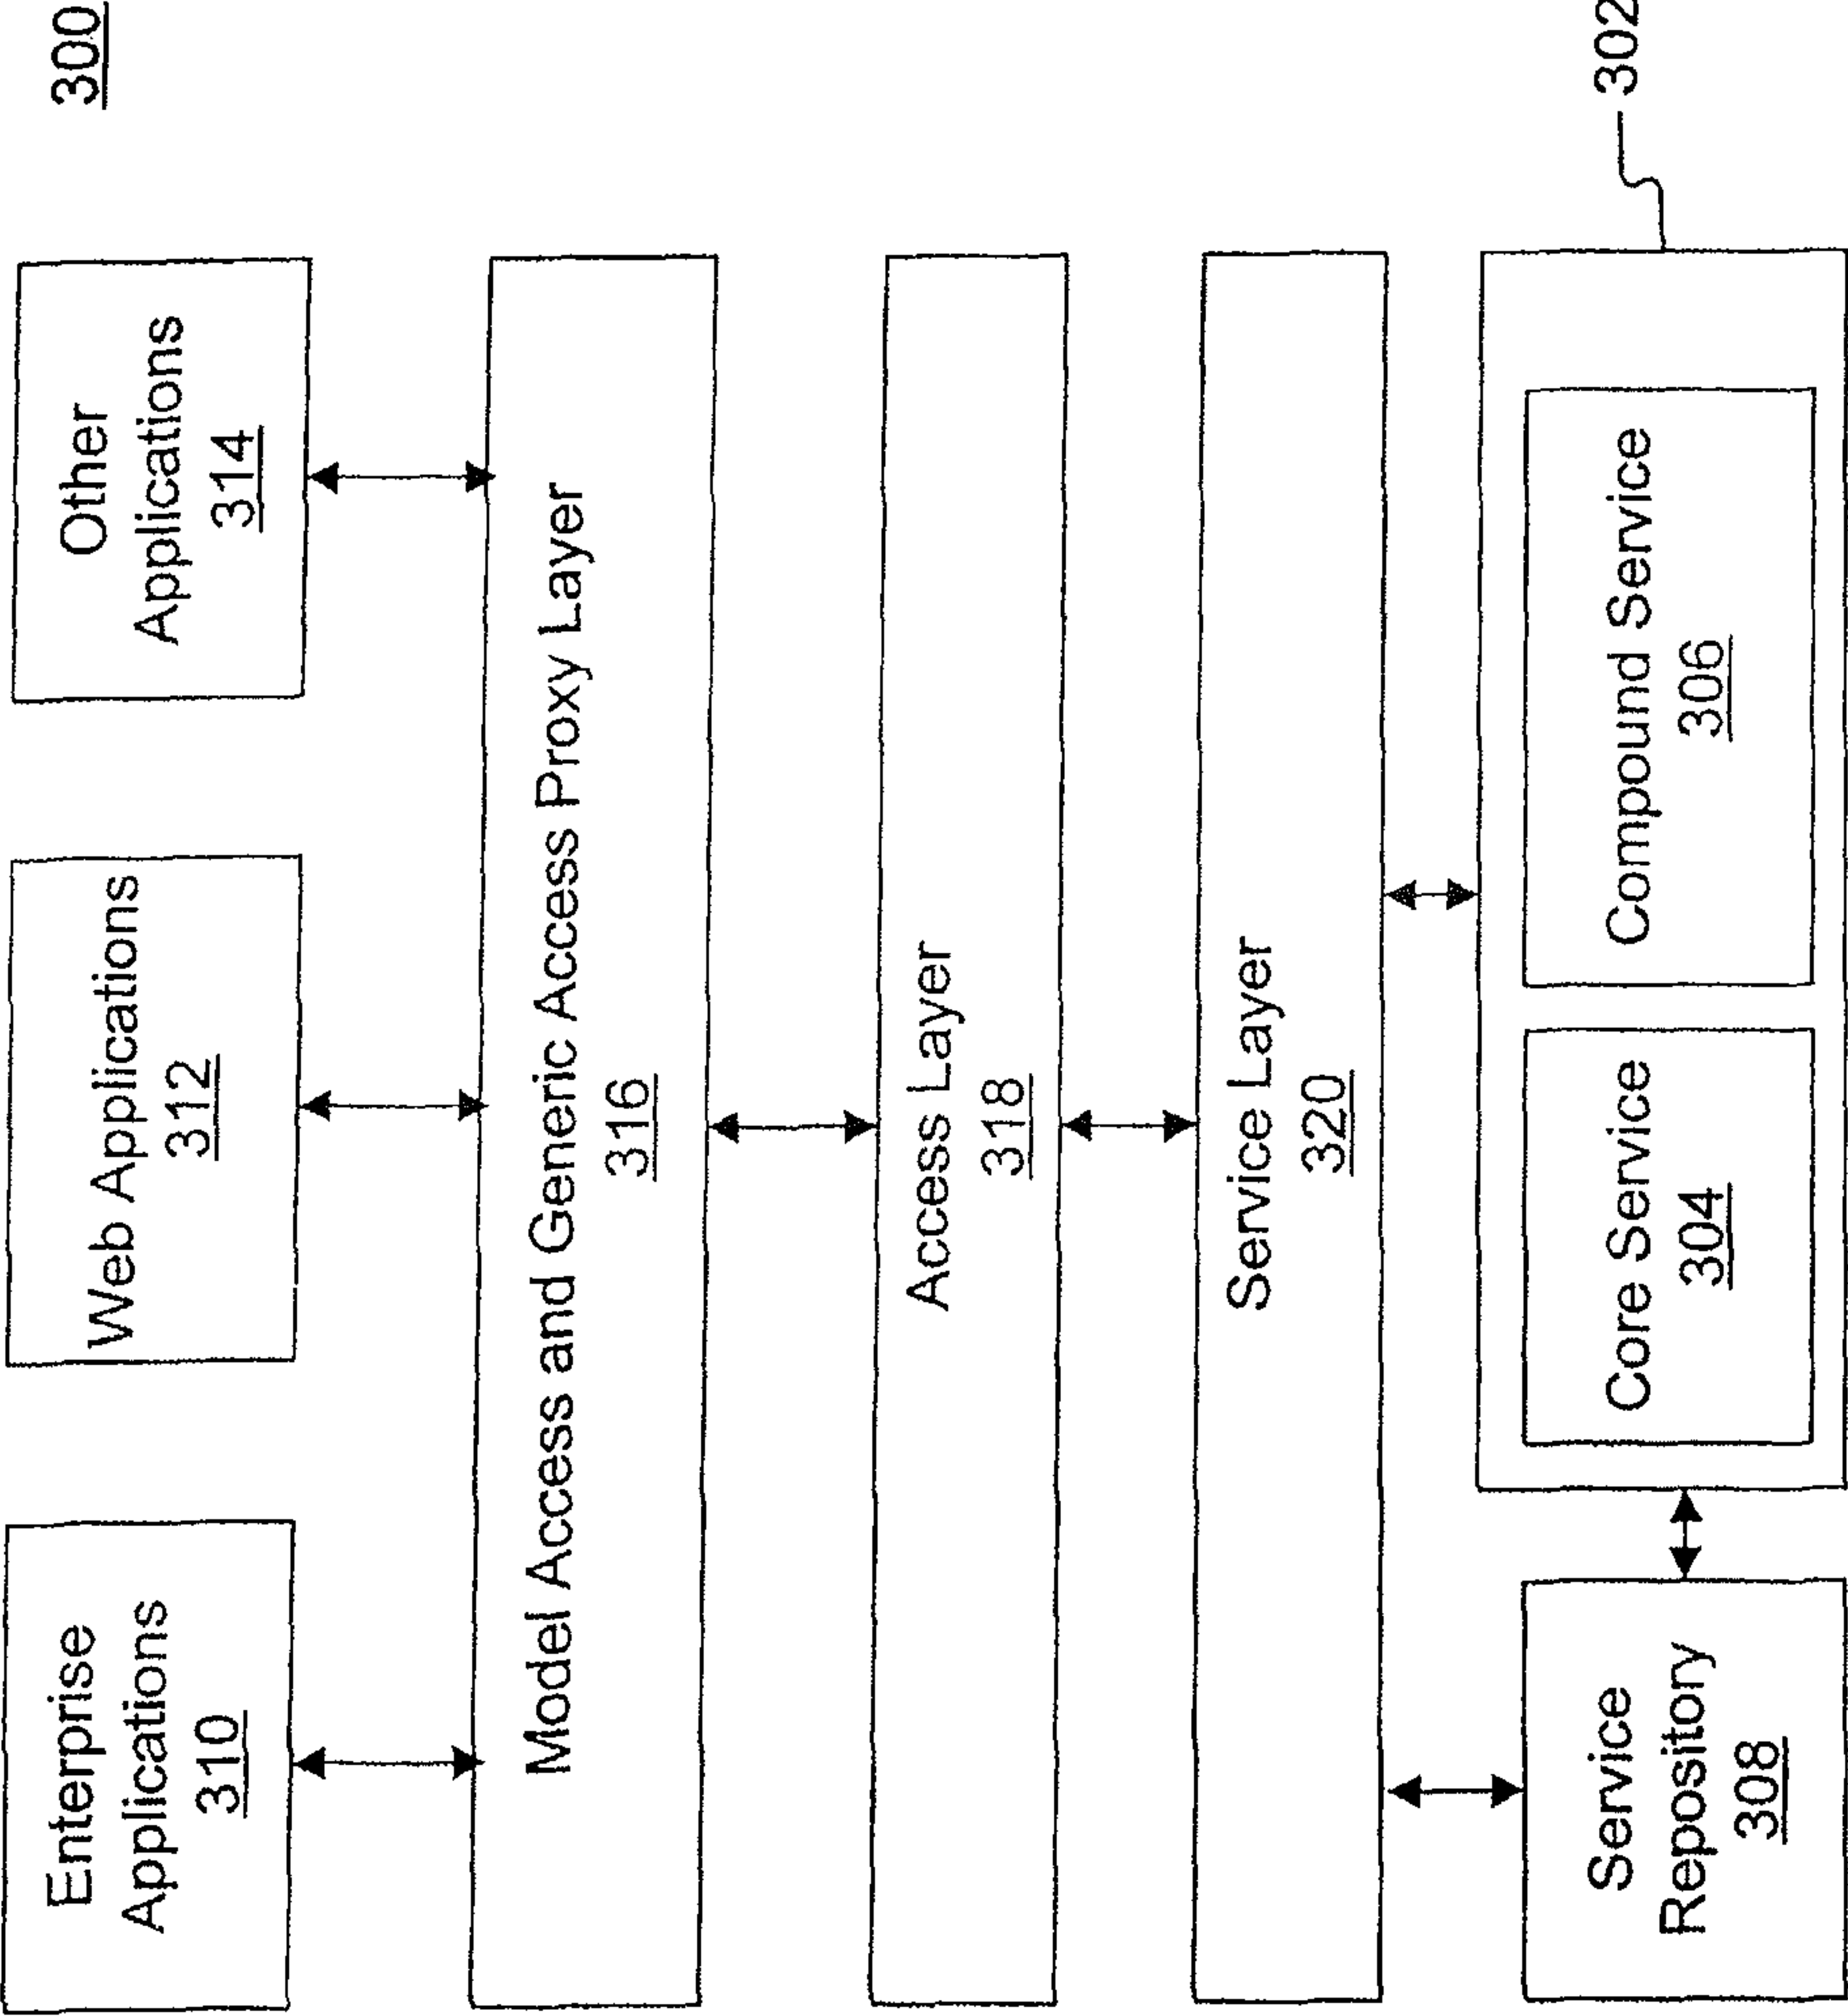 300
Enterprise
Applications
310
Web Applications
312
Other
Applications
314
Model Access and Generic Access Proxy Layer
316
Access Layer
318
Service Layer
320
Service
Repository
308
Core Service
304
Compound Service
306
302